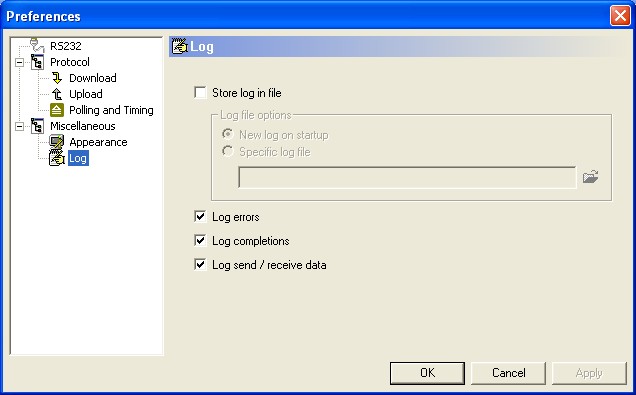 Preferences
RS232
Protocol
Download
Upload
Polling and Timing
Miscellaneous
Appearance
Log
Log
Store log in file
Log file options
New log on startup
Specific log file
Log errors
Log completions
Log send / receive data
OK
Cancel
Apply